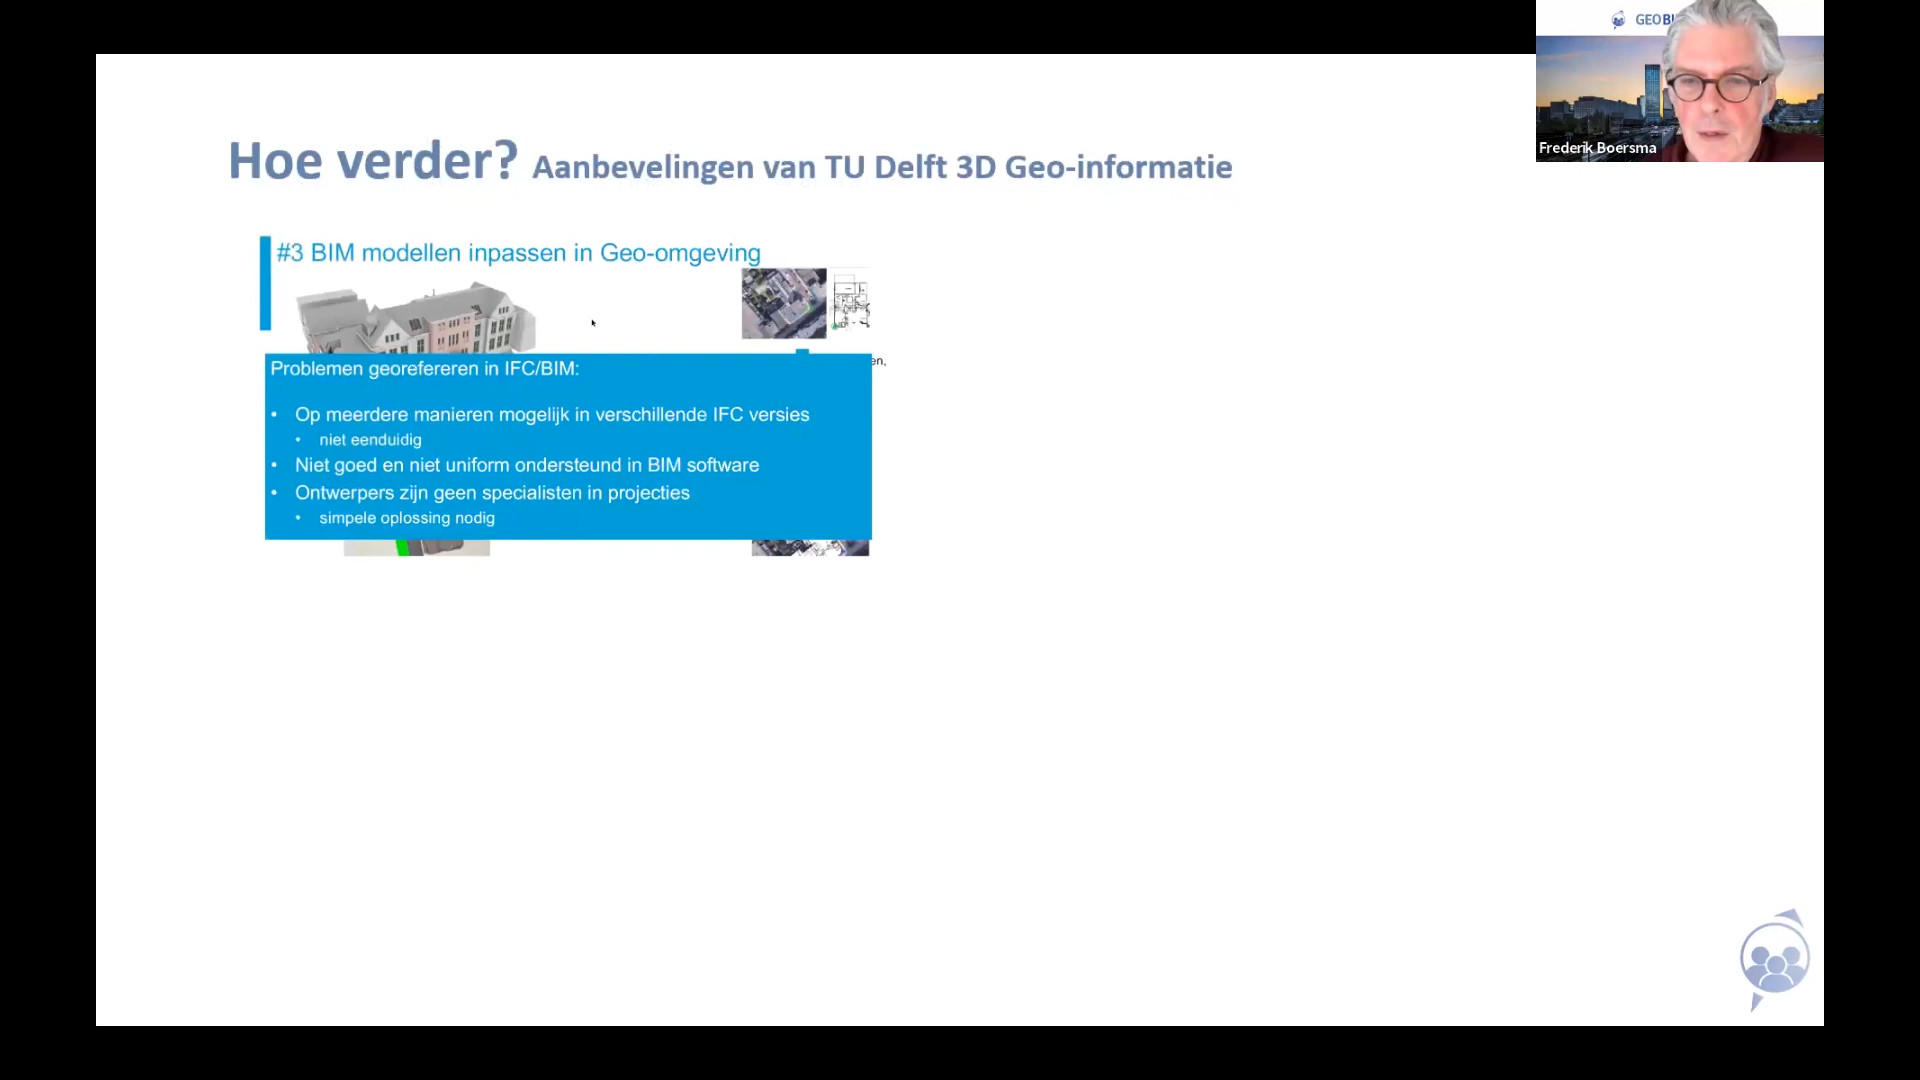 GEOBI
Frederik Boersma
Hoe verder? Aanbevelingen van TU Delft 3D Geo-informatie
#3 BIM modellen inpassen in Geo-omgeving
en,
Problemen georefereren in IFC/BIM:
• Op meerdere manieren mogelijk in verschillende IFC versies
• niet eenduidig
• Niet goed en niet uniform ondersteund in BIM software
• Ontwerpers zijn geen specialisten in projecties
• simpele oplossing nodig